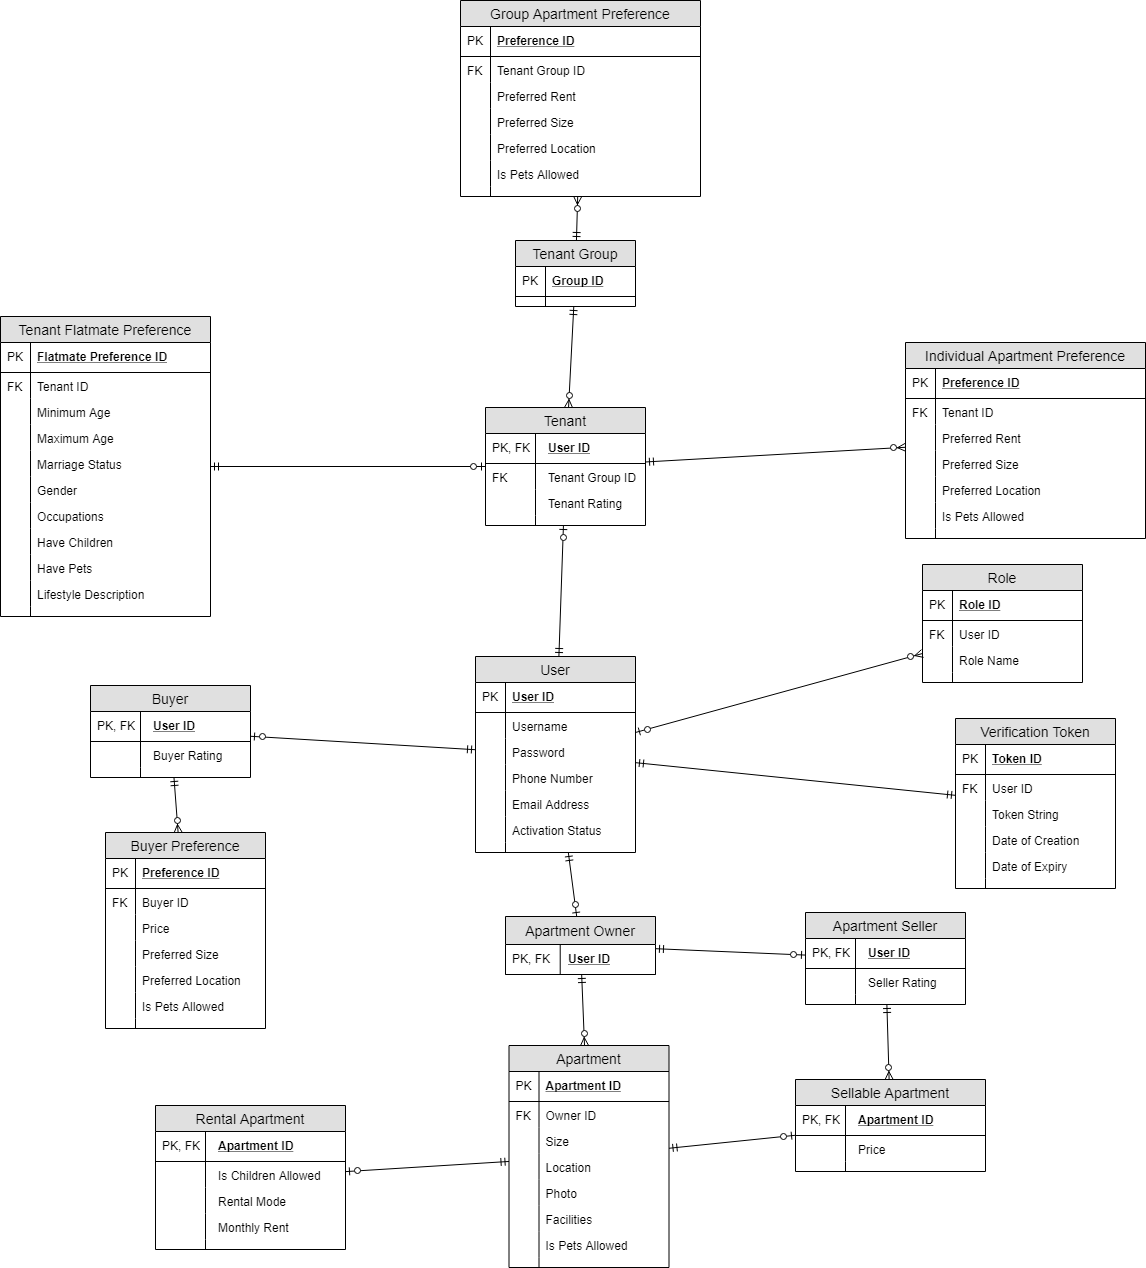 Group Apartment Preference
PK Preference ID
FK Tenant Group ID
Preferred Rent
Preferred Size
Preferred Location
Is Pets Allowed
Tenant Group
PK Group ID
Tenant Flatmate Preference
PK Flatmate Preference ID
FK Tenant ID
Minimum Age
Maximum Age
Marriage Status
Gender
Occupations
Have Children
Have Pets
Lifestyle Description
Tenant
PK, FK User ID
FK Tenant Group ID
Tenant Rating
Individual Apartment Preference
PK Preference ID
FK Tenant ID
Preferred Rent
Preferred Size
Preferred Location
Is Pets Allowed
Role
PK Role ID
FK User ID
Role Name
User
PK User ID
Username
Password
Phone Number
Email Address
Activation Status
Buyer
PK, FK User ID
Buyer Rating
Verification Token
PK Token ID
FK User ID
Token String
Date of Creation
Date of Expiry
Buyer Preference
PK Preference ID
FK Buyer ID
Price
Preferred Size
Preferred Location
Is Pets Allowed
Apartment Owner
PK, FK User ID
Apartment Seller
PK, FK User ID
Seller Rating
Apartment
PK Apartment ID
FK Owner ID
Size
Location
Photo
Facilities
Is Pets Allowed
Sellable Apartment
PK, FK Apartment ID
Price
Rental Apartment
PK, FK Apartment ID
Is Children Allowed
Rental Mode
Monthly Rent